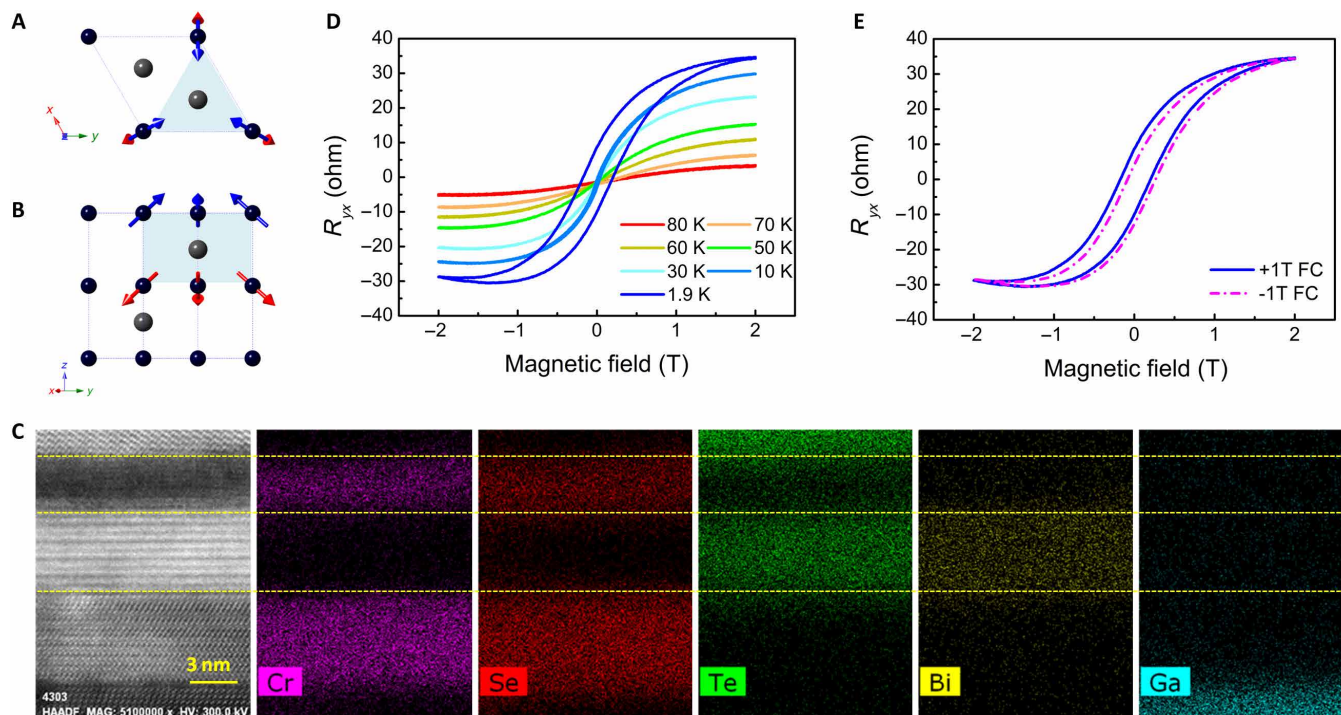 A
x
z
y
B
z
x
y
D
R_yx (ohm)
40
30
20
10
0
−10
−20
−30
−40
−2
−1
0
1
2
Magnetic field (T)
80 K
70 K
60 K
50 K
30 K
10 K
1.9 K
E
R_yx (ohm)
40
30
20
10
0
−10
−20
−30
−40
−2
−1
0
1
2
Magnetic field (T)
+1T FC
-1T FC
C
3 nm
4303
HAADF MAG: 5100000 x HV: 300.0 kV
Cr
Se
Te
Bi
Ga